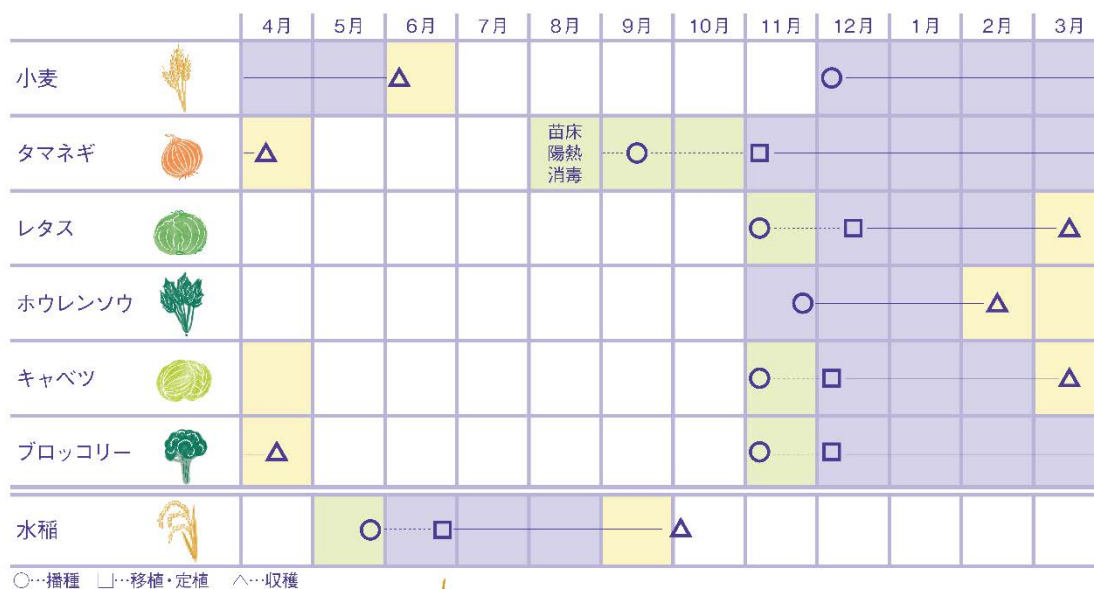 4月 5月 6月 7月 8月 9月 10月 11月 12月 1月 2月 3月
小麦
タマネギ
苗床
陽熱
消毒
レタス
ホウレンソウ
キャベツ
ブロッコリー
水稲
○…播種 □…移植・定植 △…収穫